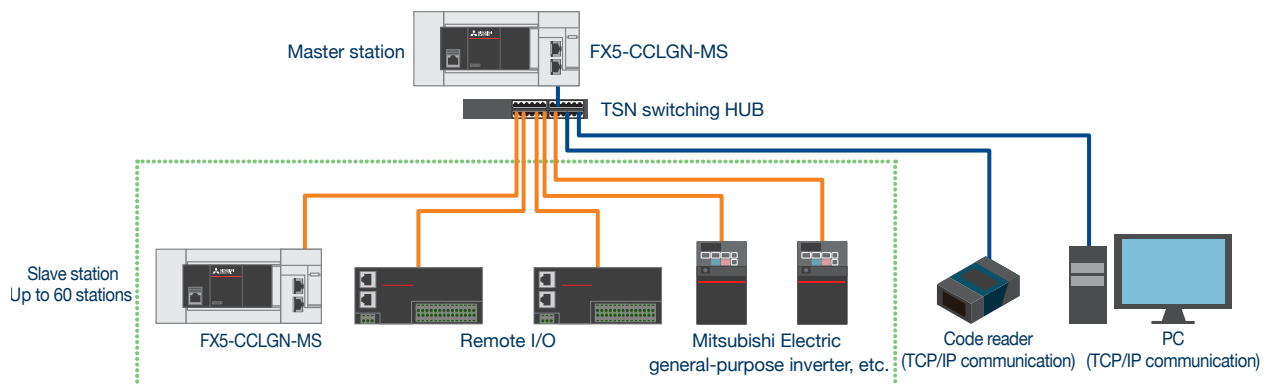 Master station
FX5-CCLGN-MS
TSN switching HUB
Slave station
Up to 60 stations
FX5-CCLGN-MS
Remote I/O
Mitsubishi Electric
general-purpose inverter, etc.
Code reader
(TCP/IP communication)
PC
(TCP/IP communication)